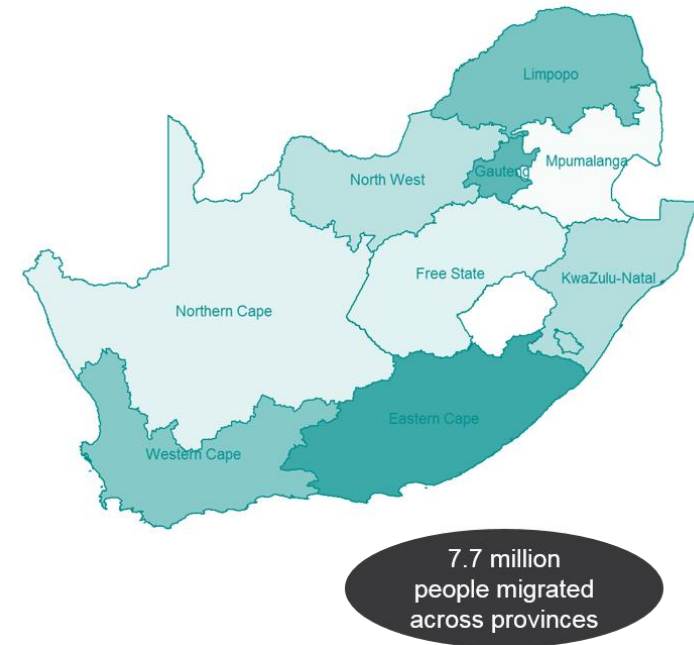 Limpopo
Mpumalanga
Gauteng
North West
Free State
KwaZulu-Natal
Northern Cape
Eastern Cape
Western Cape
7.7 million
people migrated
across provinces